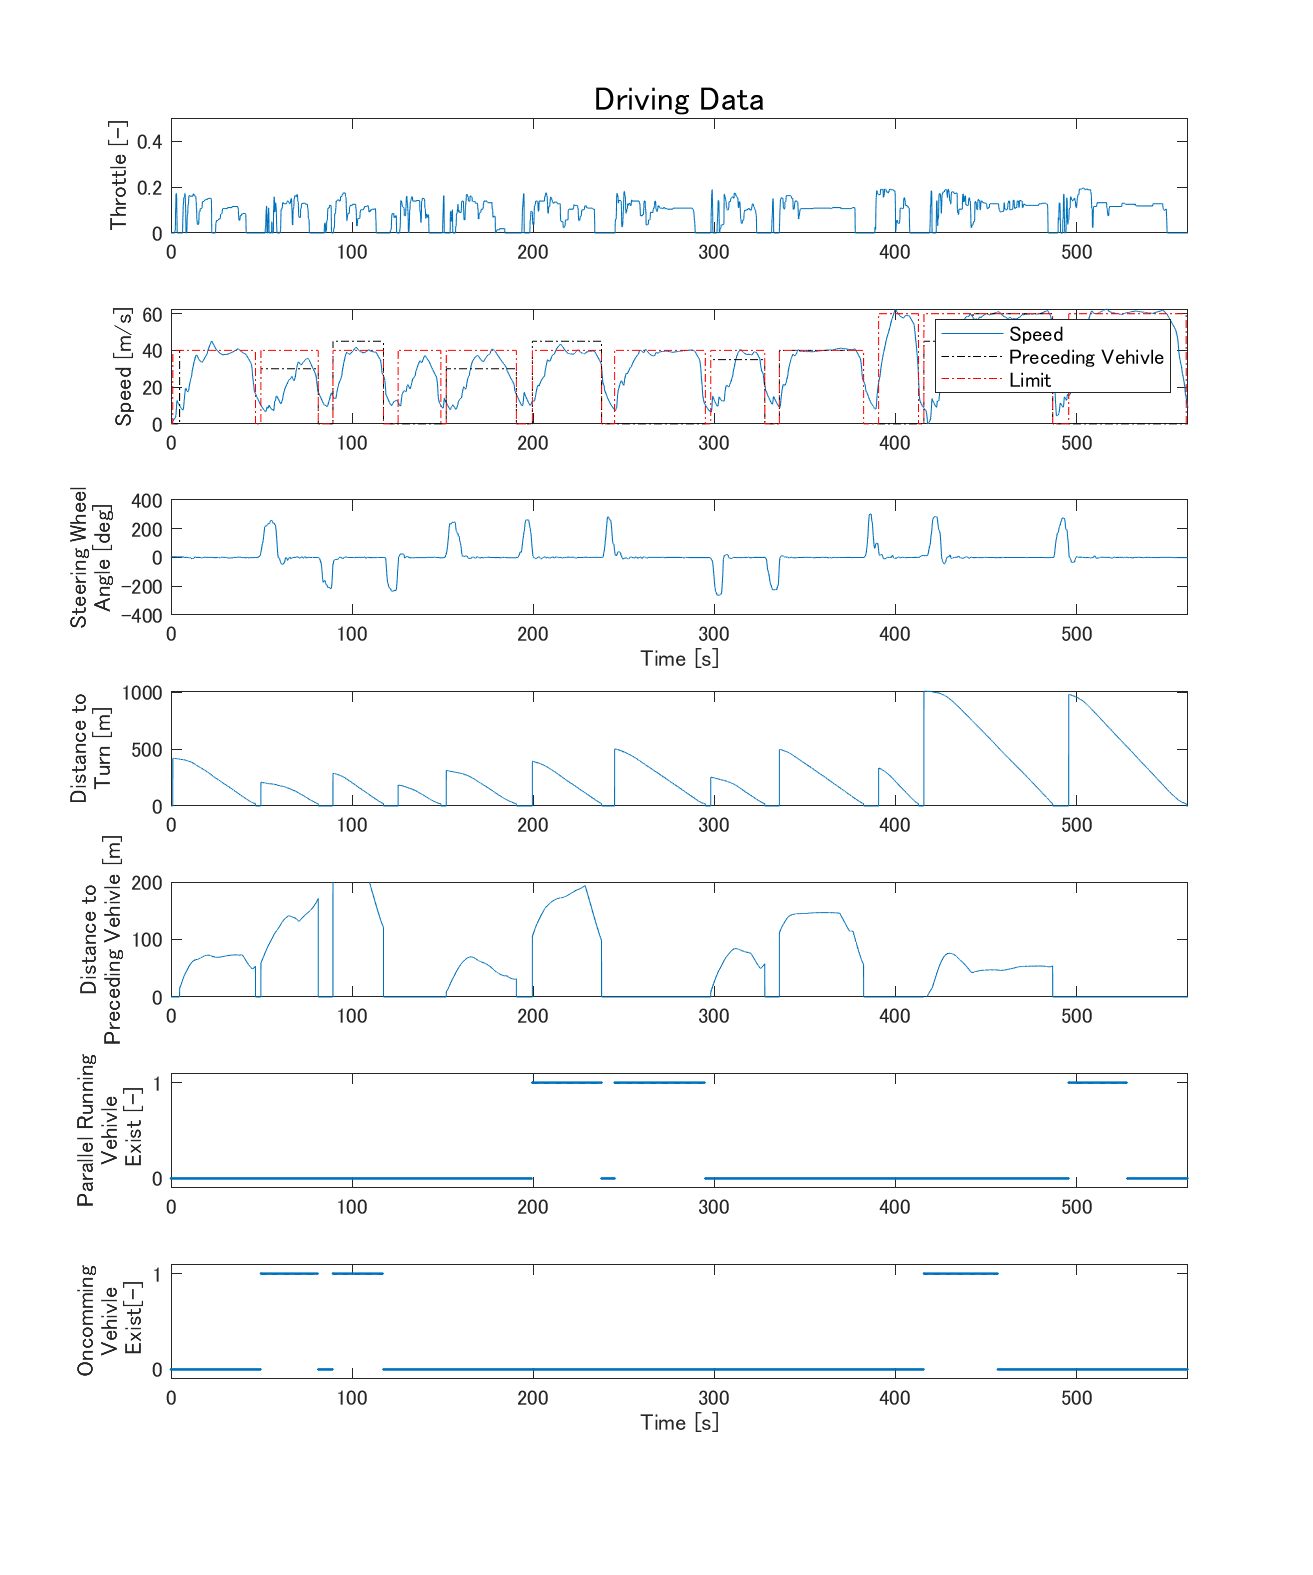 Driving Data
Throttle [-]
0.4
0.2
0
0 100 200 300 400 500
Speed [m/s]
60
40
20
0
Speed
Preceding Vehivle
Limit
0 100 200 300 400 500
Steering Wheel
Angle [deg]
400
200
0
-200
-400
0 100 200 300 400 500
Time [s]
Distance to
Turn [m]
1000
500
0
0 100 200 300 400 500
Distance to
Preceding Vehivle [m]
200
100
0
0 100 200 300 400 500
Parallel Running
Vehivle
Exist [-]
1
0
0 100 200 300 400 500
Oncomming
Vehivle
Exist[-]
1
0
0 100 200 300 400 500
Time [s]